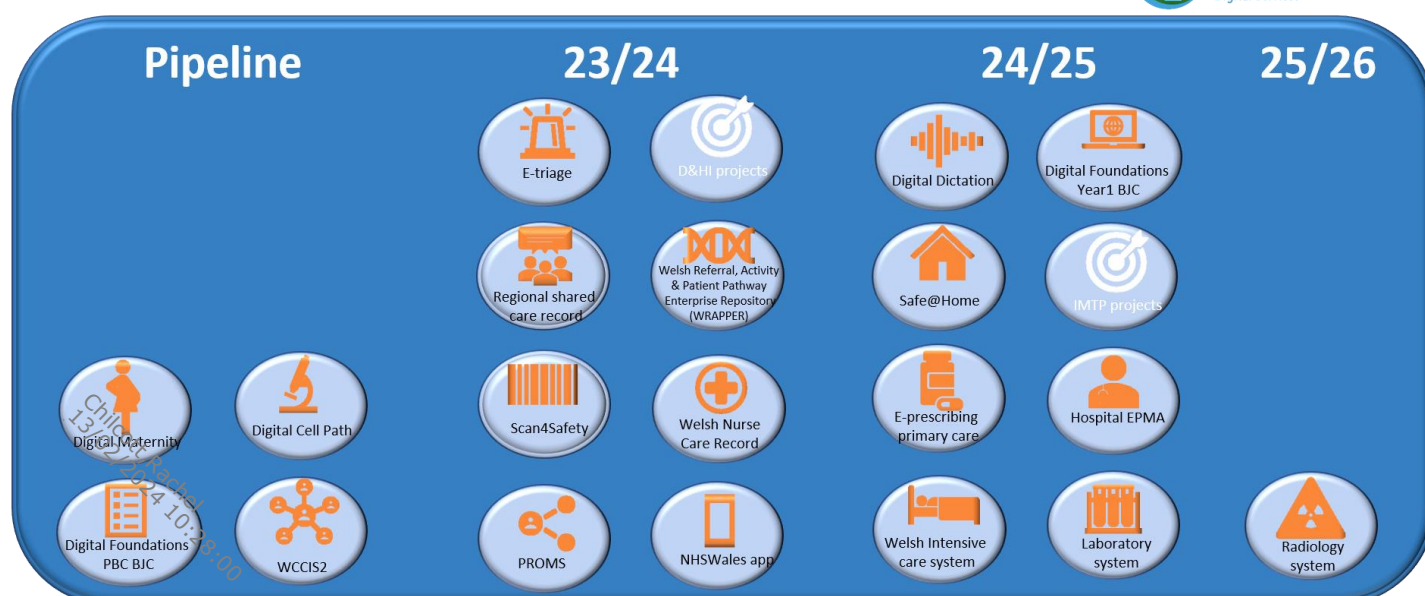 Pipeline
23/24
24/25
25/26
E-triage
D&HI projects
Digital Dictation
Digital Foundations
Year1 BJC
Regional shared
care record
Welsh Referral, Activity
& Patient Pathway
Enterprise Repository
(WRAPPER)
Safe@Home
IMTP projects
Digital Maternity
Digital Cell Path
Scan4Safety
Welsh Nurse
Care Record
E-prescribing
primary care
Hospital EPMA
Digital Foundations
PBC BJC
WCCIS2
PROMS
NHSWales app
Welsh Intensive
care system
Laboratory
system
Radiology
system
Chilcott Rachel
13/02/2024 10:28:00